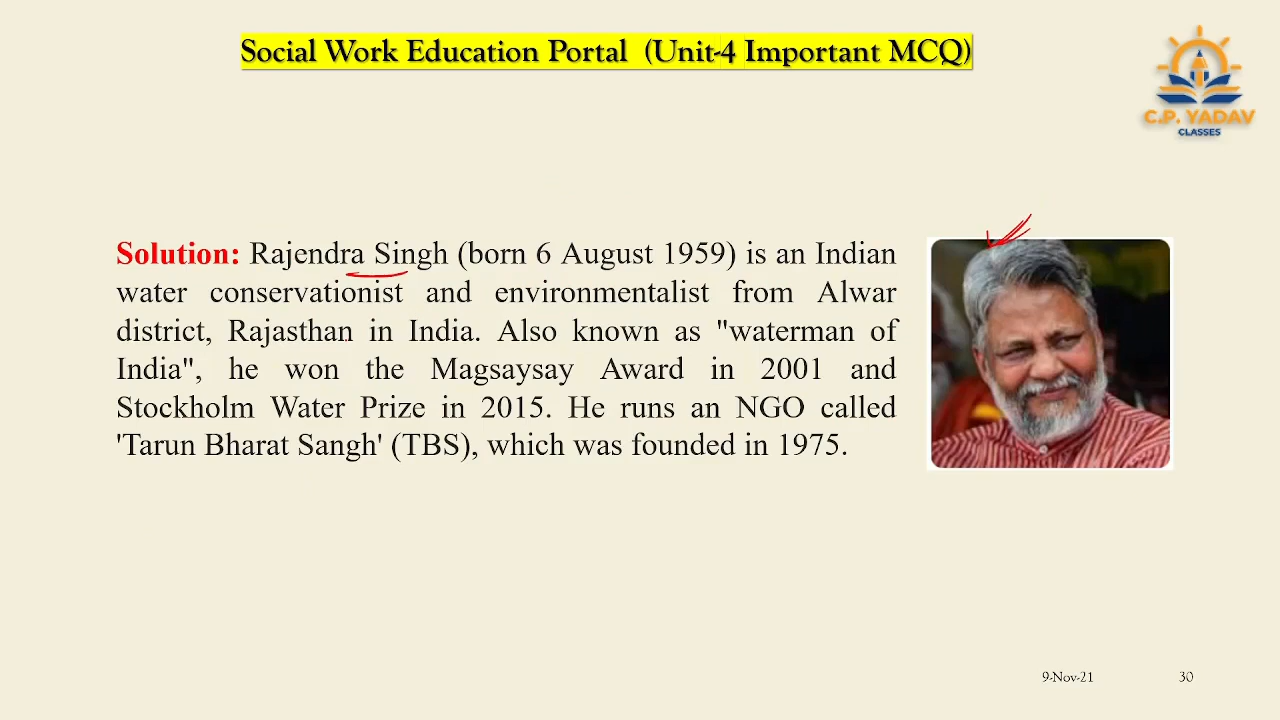 Social Work Education Portal (Unit-4 Important MCQ)
C.P. YADAV
CLASSES
Solution: Rajendra Singh (born 6 August 1959) is an Indian
water conservationist and environmentalist from Alwar
district, Rajasthan in India. Also known as "waterman of
India", he won the Magsaysay Award in 2001 and
Stockholm Water Prize in 2015. He runs an NGO called
'Tarun Bharat Sangh' (TBS), which was founded in 1975.
9-Nov-21
30